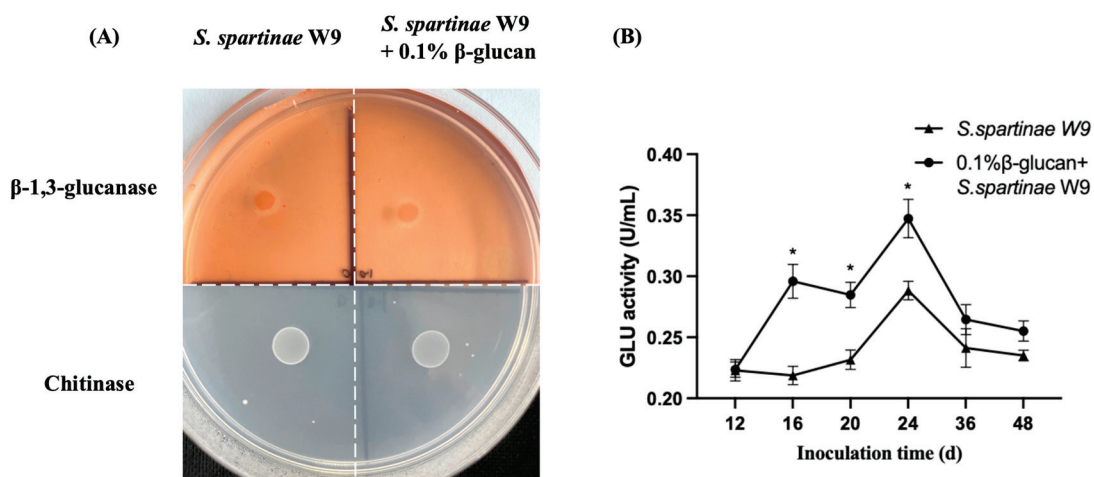 (A)
S. spartinae W9
S. spartinae W9
+ 0.1% β-glucan
β-1,3-glucanase
Chitinase
(B)
S.spartinae W9
0.1%β-glucan+
S.spartinae W9
GLU activity (U/mL)
0.40
0.35
0.30
0.25
0.20
*
*
*
12 16 20 24 36 48
Inoculation time (d)